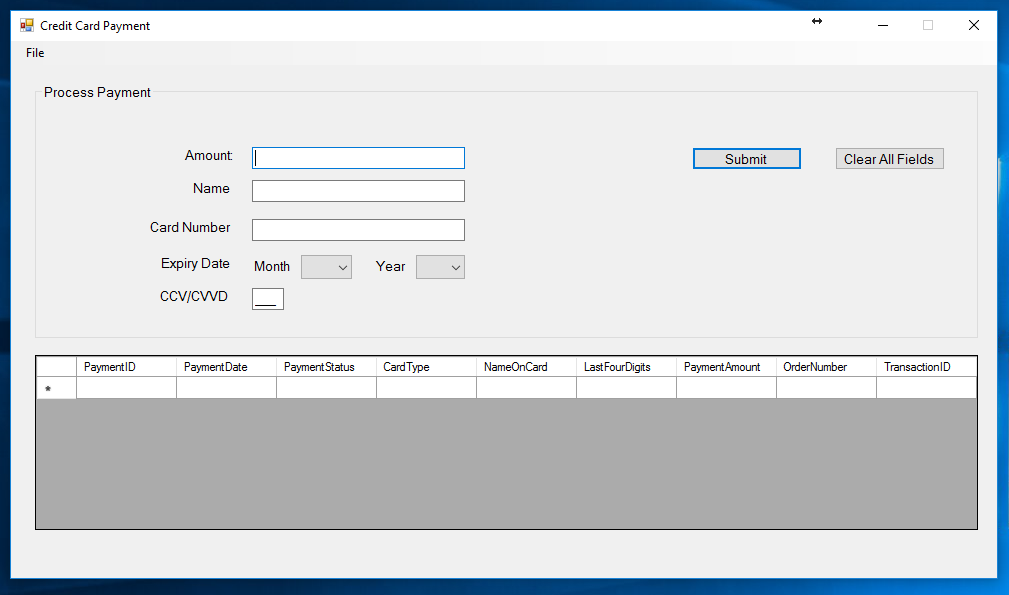 Credit Card Payment
File
Process Payment
Amount: Submit Clear All Fields
Name
Card Number
Expiry Date Month Year
CCV/CVVD ___
PaymentID PaymentDate PaymentStatus CardType NameOnCard LastFourDigits PaymentAmount OrderNumber TransactionID
*